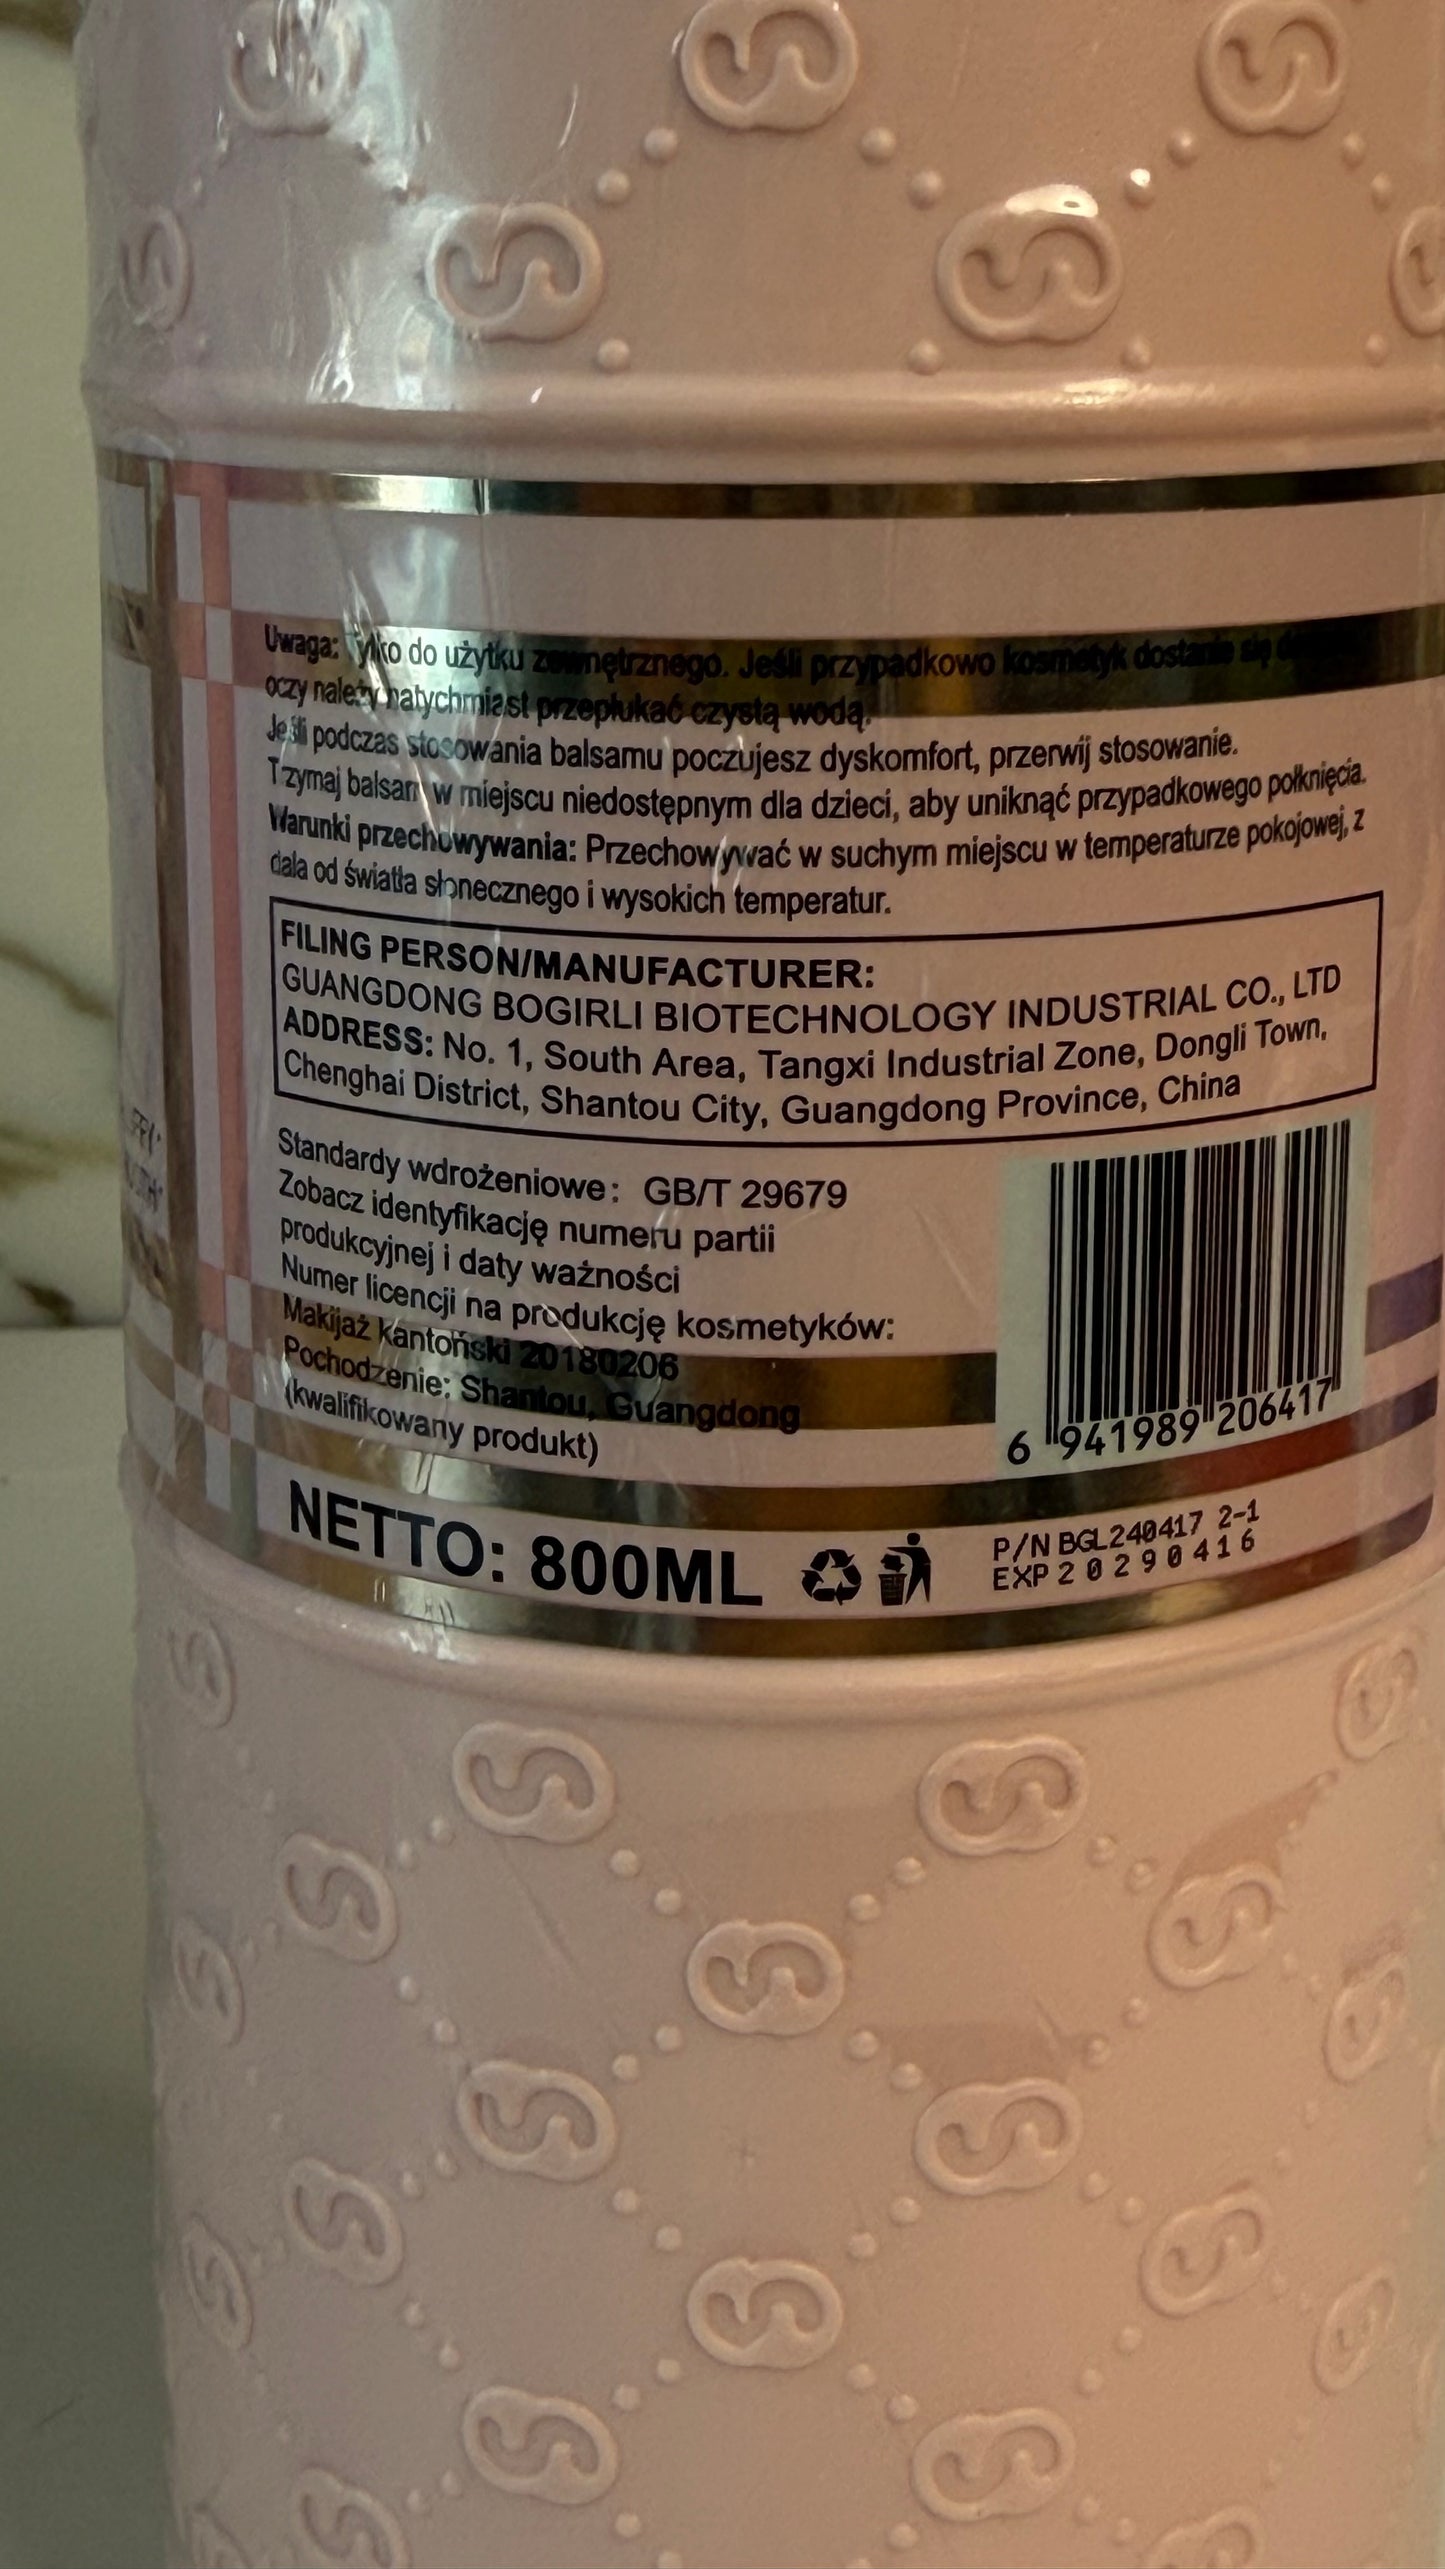 Uwaga: Tylko do użytku zewnętrznego. Jeśli przypadkowo kosmetyk dostanie się
oczy należy natychmiast przepłukać czystą wodą.
Jeśli podczas stosowania balsamu poczujesz dyskomfort, przerwij stosowanie.
Trzymaj balsam w miejscu niedostępnym dla dzieci, aby uniknąć przypadkowego połknięcia.
Warunki przechowywania: Przechowywać w suchym miejscu w temperaturze pokojowej, z
dala od światła słonecznego i wysokich temperatur.
FILING PERSON/MANUFACTURER:
GUANGDONG BOGIRLI BIOTECHNOLOGY INDUSTRIAL CO., LTD
ADDRESS: No. 1, South Area, Tangxi Industrial Zone, Dongli Town,
Chenghai District, Shantou City, Guangdong Province, China
Standardy wdrożeniowe: GB/T 29679
Zobacz identyfikację numeru partii
produkcyjnej i daty ważności
Numer licencji na produkcję kosmetyków:
Makijaż kantoński 20180206
Pochodzenie: Shantou, Guangdong
(kwalifikowany produkt)
6 941989 206417
NETTO: 800ML
P/N BGL240417 2-1
EXP 20290416